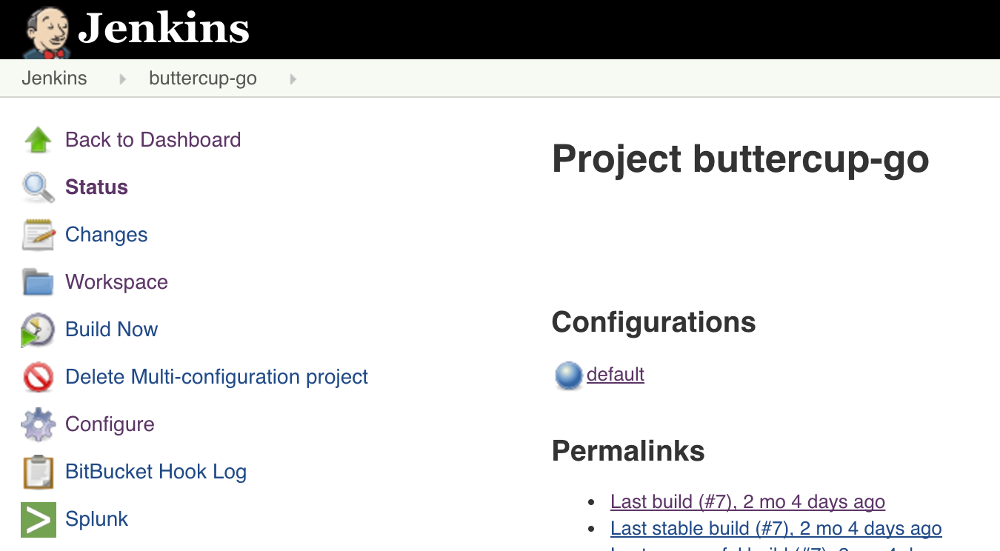 Jenkins
Jenkins buttercup-go
Back to Dashboard
Status
Changes
Workspace
Build Now
Delete Multi-configuration project
Configure
BitBucket Hook Log
Splunk
Project buttercup-go
Configurations
default
Permalinks
Last build (#7), 2 mo 4 days ago
Last stable build (#7), 2 mo 4 days ago